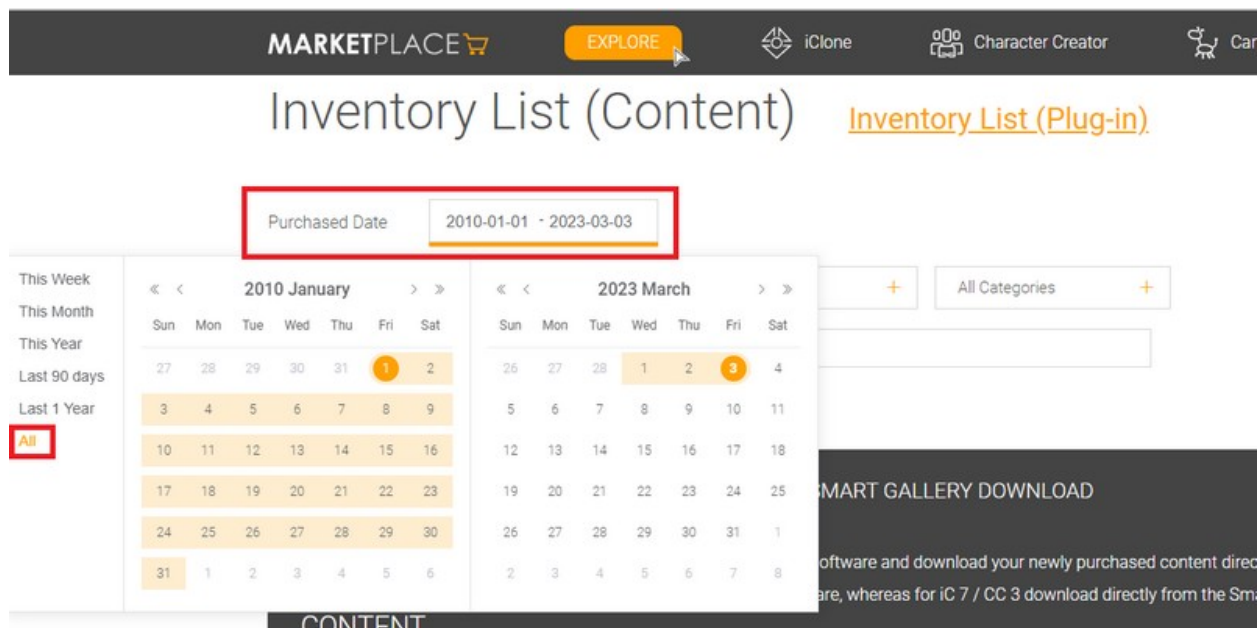 MARKETPLACE EXPLORE iClone Character Creator Car
Inventory List (Content) Inventory List (Plug-in)
Purchased Date 2010-01-01 - 2023-03-03
This Week
This Month
This Year
Last 90 days
Last 1 Year
All
« < 2010 January > »
Sun Mon Tue Wed Thu Fri Sat
27 28 29 30 31 1 2
3 4 5 6 7 8 9
10 11 12 13 14 15 16
17 18 19 20 21 22 23
24 25 26 27 28 29 30
31 1 2 3 4 5 6
« < 2023 March > »
Sun Mon Tue Wed Thu Fri Sat
26 27 28 1 2 3 4
5 6 7 8 9 10 11
12 13 14 15 16 17 18
19 20 21 22 23 24 25
26 27 28 29 30 31 1
2 3 4 5 6 7 8
+ All Categories +
SMART GALLERY DOWNLOAD
oftware and download your newly purchased content direc
are, whereas for iC 7 / CC 3 download directly from the Sma
CONTENT